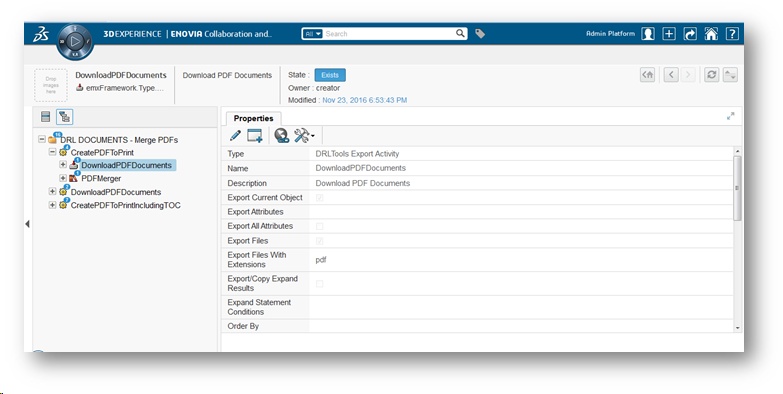 3DEXPERIENCE | ENOVIA Collaboration and..
All
Search
Admin Platform
Drop
images
here
DownloadPDFDocuments
emxFramework.Type....
Download PDF Documents
State :
Exists
Owner : creator
Modified : Nov 23, 2016 6:53:43 PM
DRL DOCUMENTS - Merge PDFs
CreatePDFToPrint
DownloadPDFDocuments
PDFMerger
DownloadPDFDocuments
CreatePDFToPrintIncludingTOC
Properties
Type DRLTools Export Activity
Name DownloadPDFDocuments
Description Download PDF Documents
Export Current Object
Export Attributes
Export All Attributes
Export Files
Export Files With
Extensions
pdf
Export/Copy Expand
Results
Expand Statement
Conditions
Order By